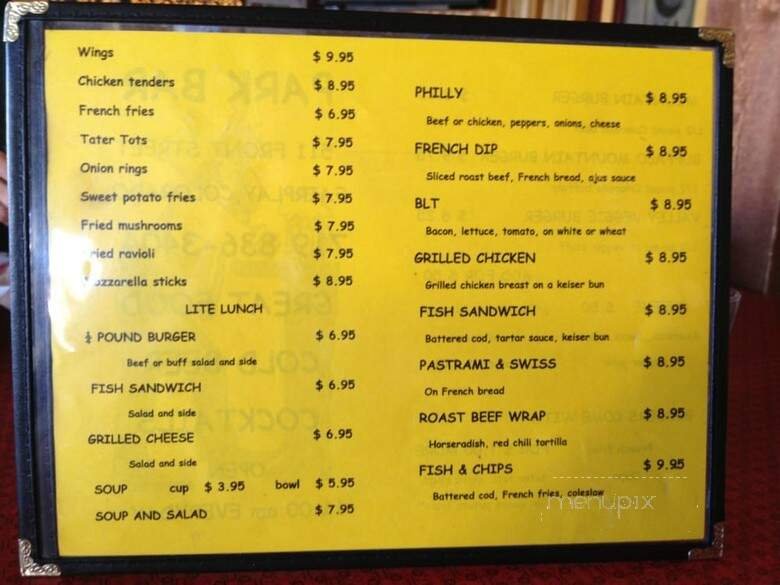 Wings $ 9.95
Chicken tenders $ 8.95
French fries $ 6.95
Tater Tots $ 7.95
Onion rings $ 7.95
Sweet potato fries $ 7.95
Fried mushrooms $ 7.95
Fried ravioli $ 7.95
Mozzarella sticks $ 8.95
LITE LUNCH
½ POUND BURGER $ 6.95
Beef or buff salad and side
FISH SANDWICH $ 6.95
Salad and side
GRILLED CHEESE $ 6.95
Salad and side
SOUP cup $ 3.95 bowl $ 5.95
SOUP AND SALAD $ 7.95
PHILLY $ 8.95
Beef or chicken, peppers, onions, cheese
FRENCH DIP $ 8.95
Sliced roast beef, French bread, ajus sauce
BLT $ 8.95
Bacon, lettuce, tomato, on white or wheat
GRILLED CHICKEN $ 8.95
Grilled chicken breast on a keiser bun
FISH SANDWICH $ 8.95
Battered cod, tartar sauce, keiser bun
PASTRAMI & SWISS $ 8.95
On French bread
ROAST BEEF WRAP $ 8.95
Horseradish, red chili tortilla
FISH & CHIPS $ 9.95
Battered cod, French fries, coleslaw
menupix